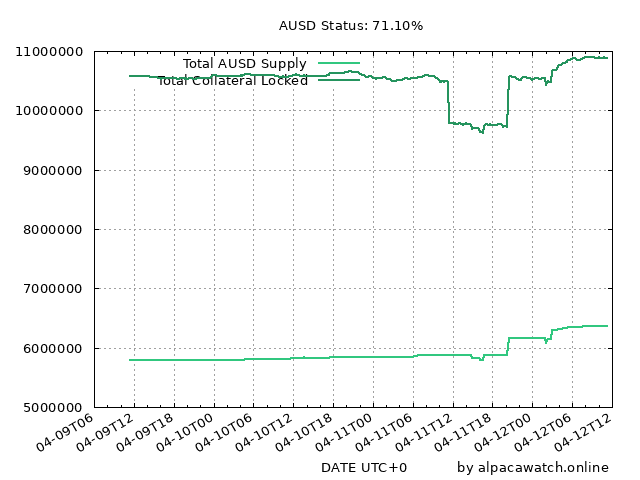 AUSD Status: 71.10%
11000000
Total AUSD Supply
Total Collateral Locked
10000000
9000000
8000000
7000000
6000000
5000000
04-09T06
04-09T12
04-09T18
04-10T00
04-10T06
04-10T12
04-10T18
04-11T00
04-11T06
04-11T12
04-11T18
04-12T00
04-12T06
04-12T12
DATE UTC+0
by alpacawatch.online